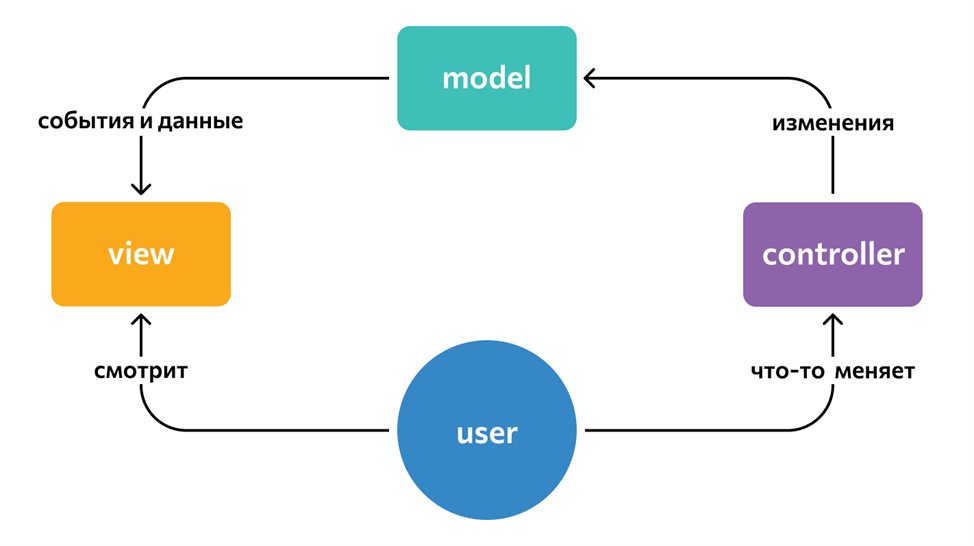 model
события и данные
изменения
view
controller
смотрит
что-то меняет
user